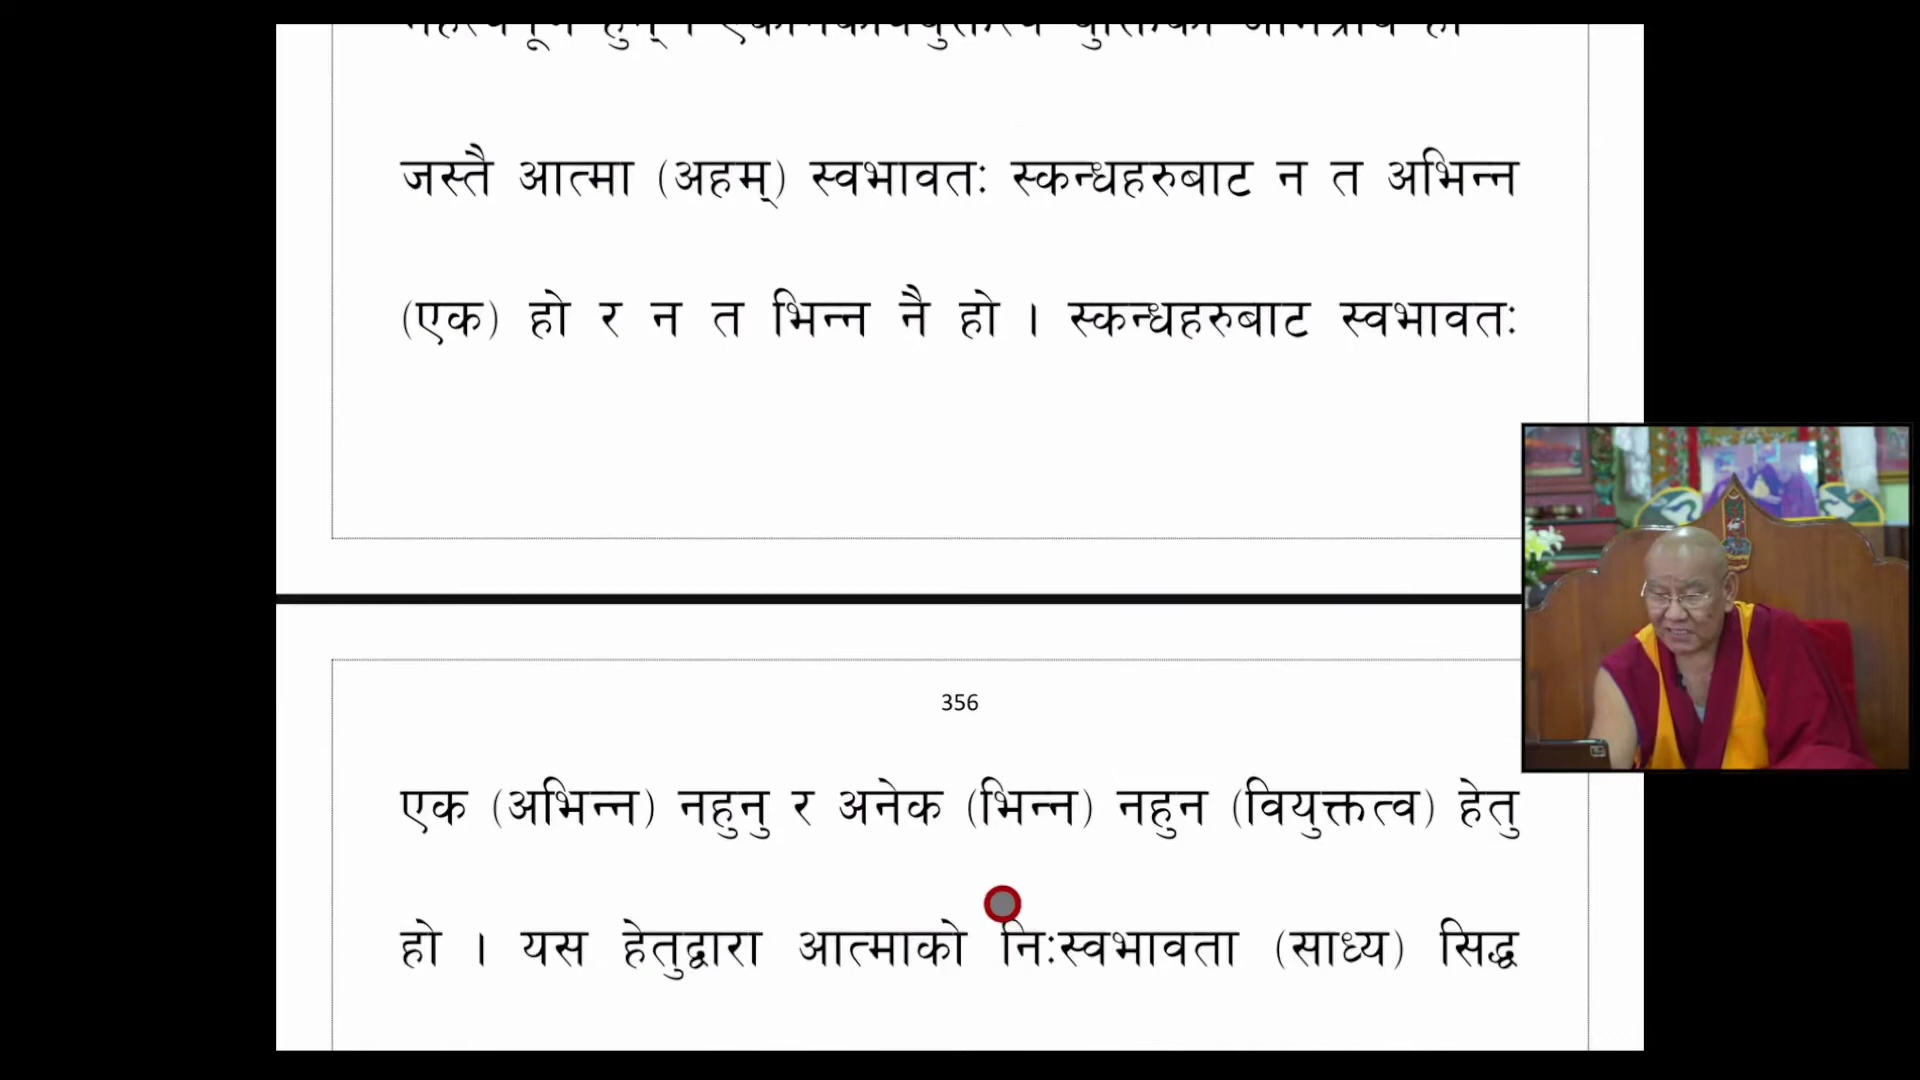 जस्तै आत्मा (अहम्) स्वभावतः स्कन्धहरुबाट न त अभिन्न
(एक) हो र न त भिन्न नै हो । स्कन्धहरुबाट स्वभावतः
356
एक (अभिन्न) नहुनु र अनेक (भिन्न) नहुन (वियुक्तत्व) हेतु
हो । यस हेतुद्वारा आत्माको निःस्वभावता (साध्य) सिद्ध